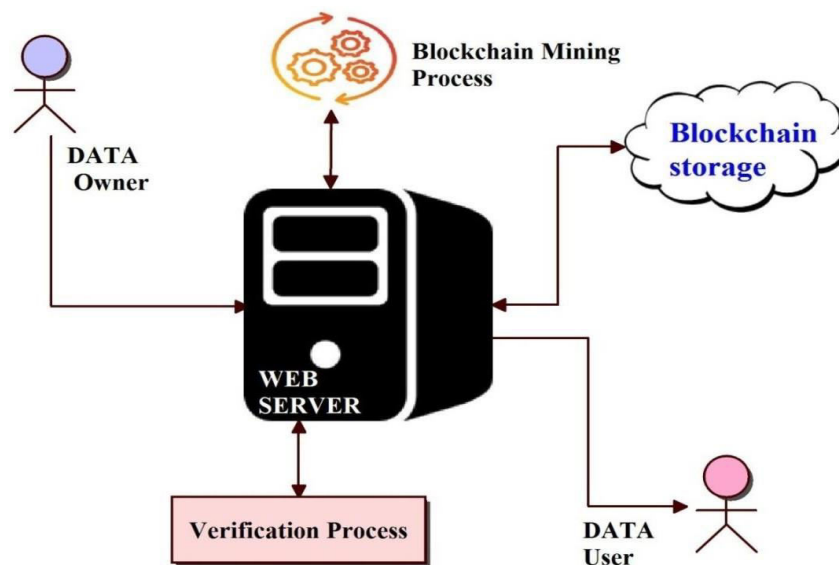 Blockchain Mining
Process
DATA
Owner
Blockchain
storage
WEB
SERVER
Verification Process
DATA
User